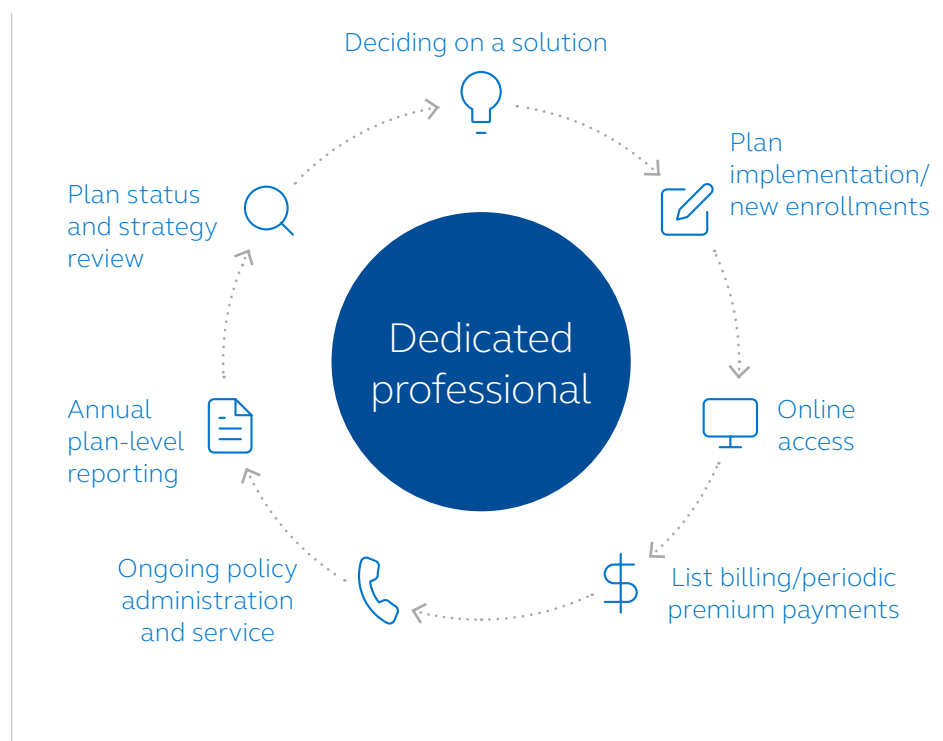 Deciding on a solution
Plan
implementation/
new enrollments
Online
access
List billing/periodic
premium payments
Ongoing policy
administration
and service
Annual
plan-level
reporting
Plan status
and strategy
review
Dedicated
professional